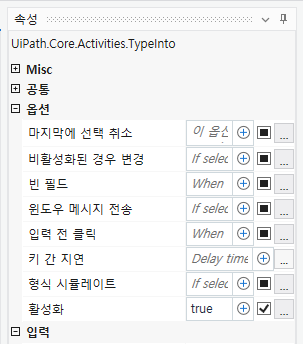 속성
UiPath.Core.Activities.TypeInto
Misc
공통
옵션
마지막에 선택 취소 이 옵션
비활성화된 경우 변경 If selec ...
빈 필드 When ...
윈도우 메시지 전송 If selec ...
입력 전 클릭 When ...
키 간 지연 Delay time ...
형식 시뮬레이트 If selec ...
활성화 true ...
입력